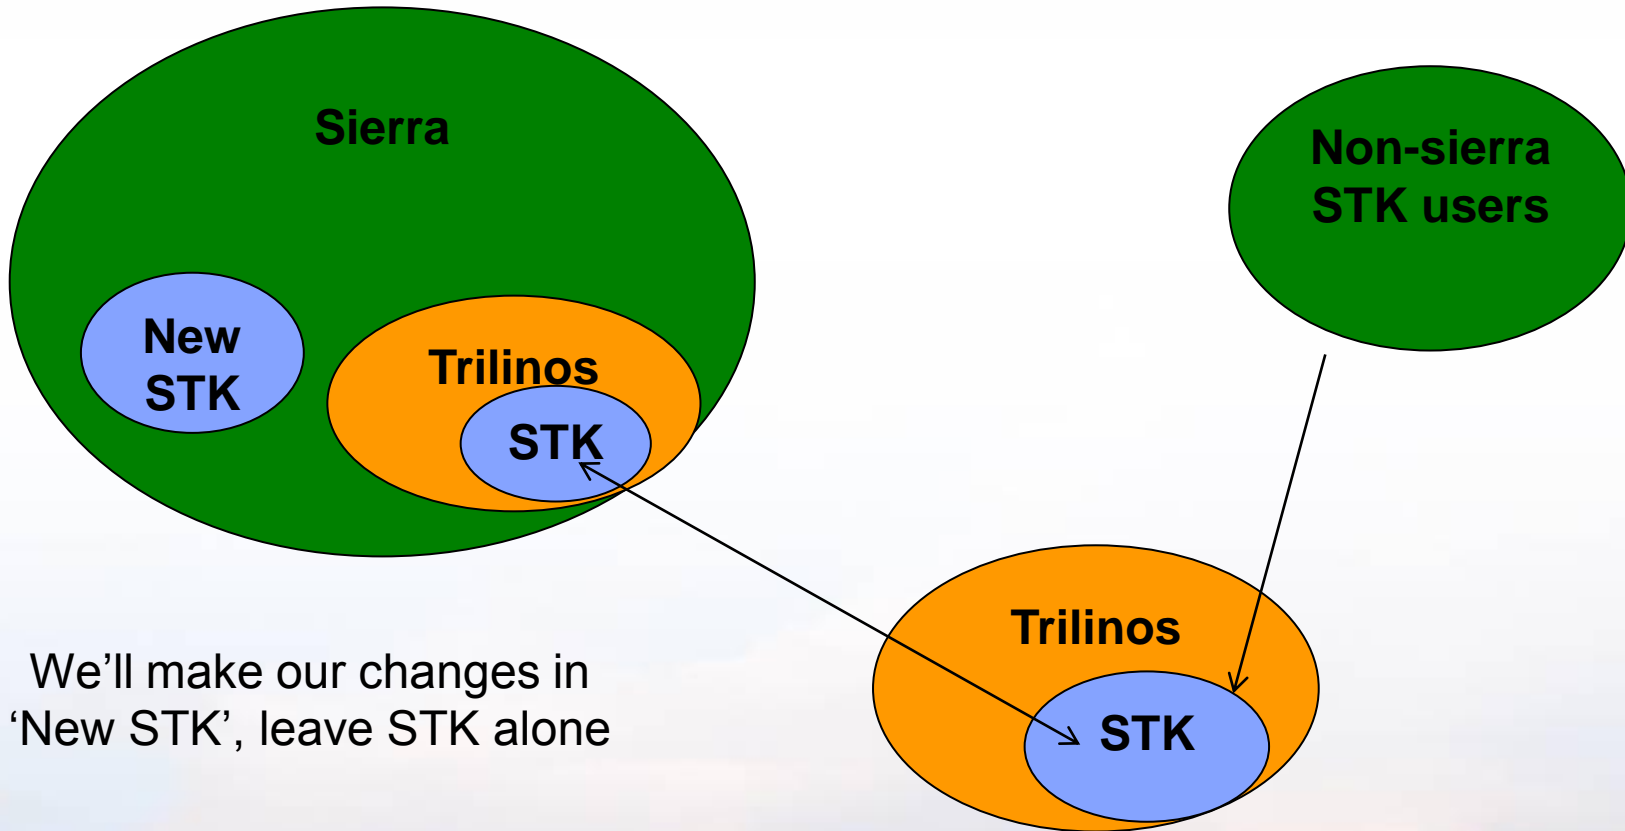 Sierra
Non-sierra
STK users
New
STK
Trilinos
STK
Trilinos
STK
We’ll make our changes in
‘New STK’, leave STK alone